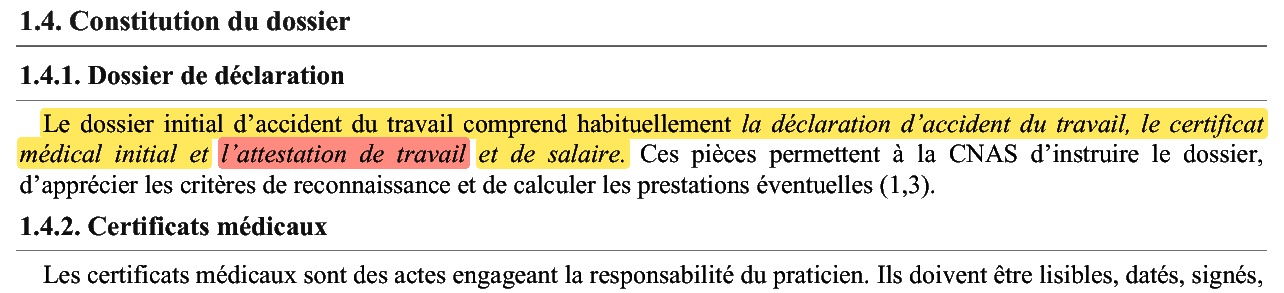 1.4. Constitution du dossier
1.4.1. Dossier de déclaration
Le dossier initial d’accident du travail comprend habituellement la déclaration d’accident du travail, le certificat
médical initial et l’attestation de travail et de salaire. Ces pièces permettent à la CNAS d’instruire le dossier,
d’apprécier les critères de reconnaissance et de calculer les prestations éventuelles (1,3).
1.4.2. Certificats médicaux
Les certificats médicaux sont des actes engageant la responsabilité du praticien. Ils doivent être lisibles, datés, signés,